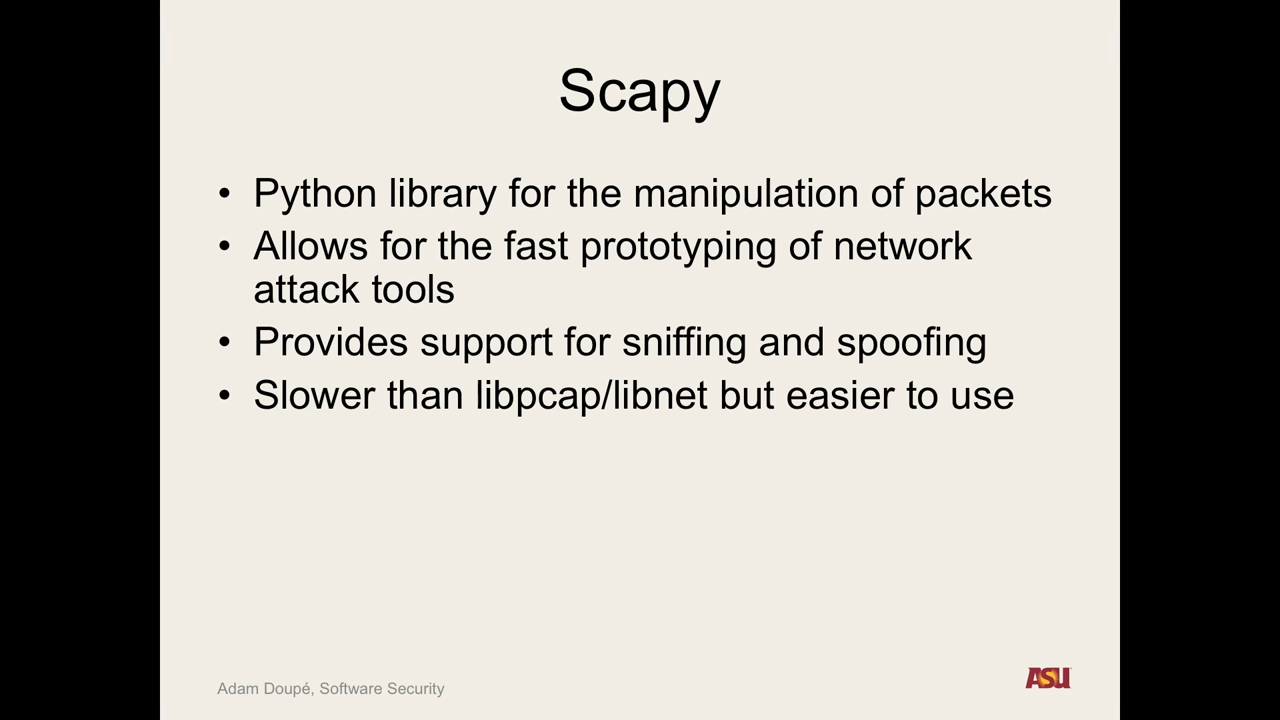 Scapy
• Python library for the manipulation of packets
• Allows for the fast prototyping of network
attack tools
• Provides support for sniffing and spoofing
• Slower than libpcap/libnet but easier to use
Adam Doupé, Software Security
ASU